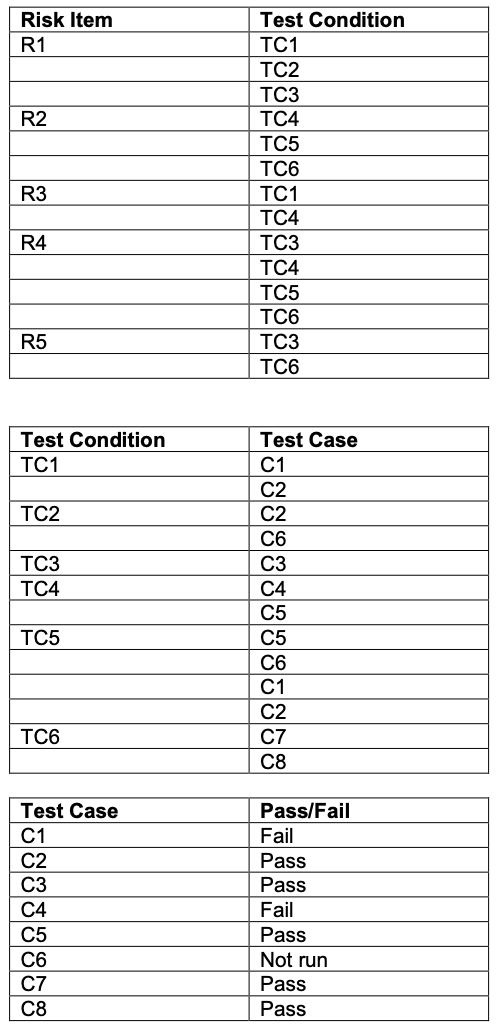 Risk Item Test Condition
R1 TC1
TC2
TC3
R2 TC4
TC5
TC6
R3 TC1
TC4
R4 TC3
TC4
TC5
TC6
R5 TC3
TC6
Test Condition Test Case
TC1 C1
C2
TC2 C2
C6
TC3 C3
TC4 C4
C5
TC5 C5
C6
C1
C2
TC6 C7
C8
Test Case Pass/Fail
C1 Fail
C2 Pass
C3 Pass
C4 Fail
C5 Pass
C6 Not run
C7 Pass
C8 Pass